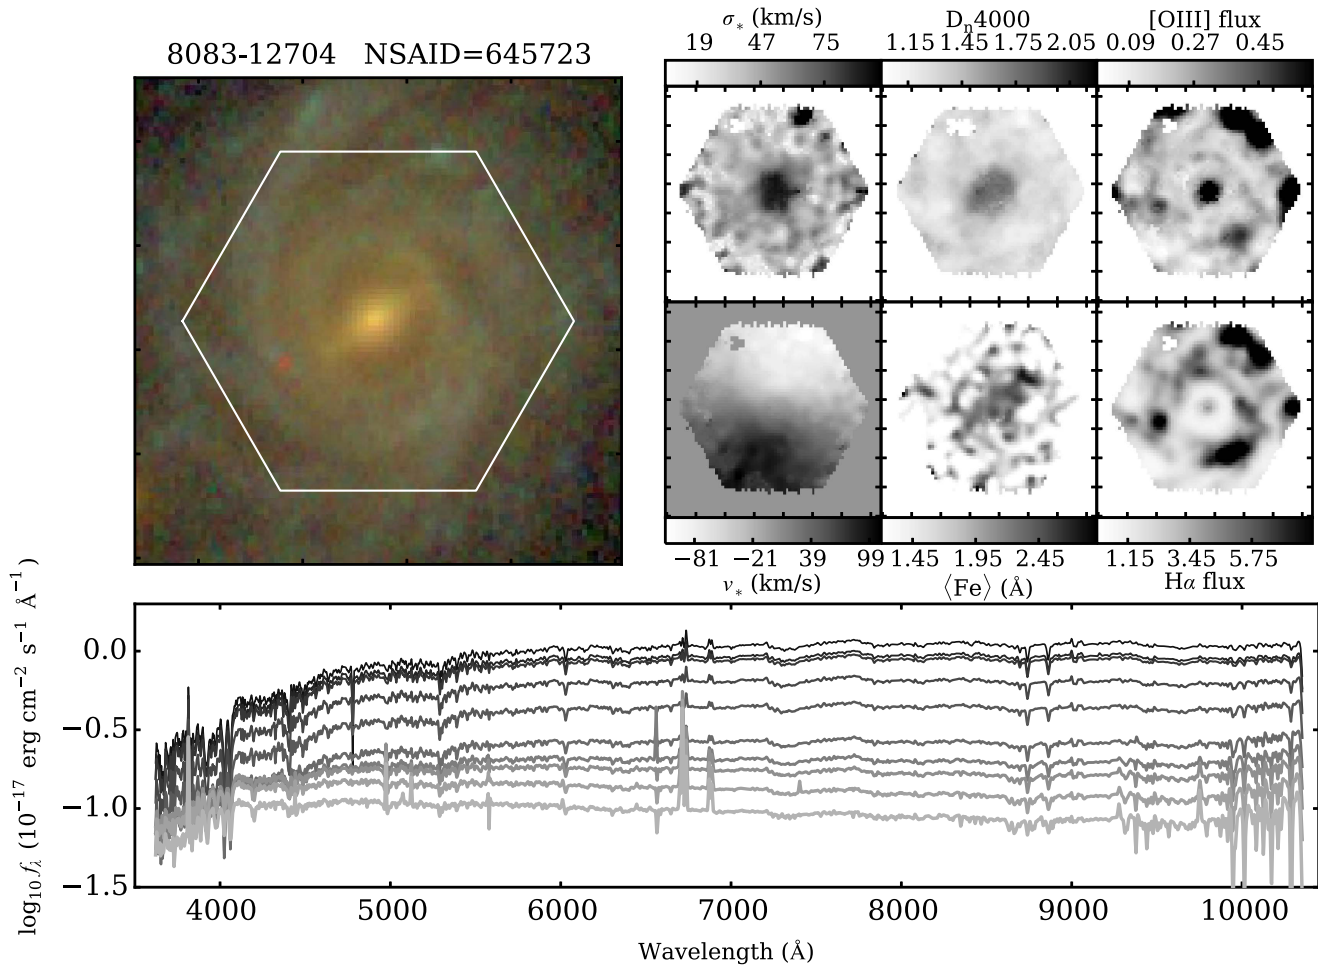 8083-12704 NSAID=645723
σ* (km/s)
19 47 75
Dn4000
1.15 1.45 1.75 2.05
[OIII] flux
0.09 0.27 0.45
−81 −21 39 99
v* (km/s)
1.45 1.95 2.45
⟨Fe⟩ (Å)
1.15 3.45 5.75
Hα flux
log10 fλ (10−17 erg cm−2 s−1 Å−1)
0.0
−0.5
−1.0
−1.5
4000 5000 6000 7000 8000 9000 10000
Wavelength (Å)